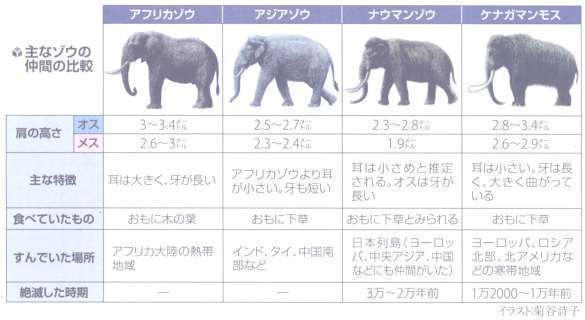 主なゾウの
仲間の比較
アフリカゾウ
アジアゾウ
ナウマンゾウ
ケナガマンモス
肩の高さ
オス
3〜3.4メートル
2.5〜2.7メートル
2.3〜2.8メートル
2.8〜3.4メートル
メス
2.6〜3メートル
2.3〜2.4メートル
1.9メートル
2.6〜2.9メートル
主な特徴
耳は大きく、牙が長い
アフリカゾウより耳
が小さい。牙も短い
耳は小さめと推定
される。オスは牙が
長い
耳は小さい。牙は長
く、大きく曲がって
いる
食べていたもの
おもに木の葉
おもに下草
おもに下草とみられる
おもに下草
すんでいた場所
アフリカ大陸の熱帯
地域
インド、タイ、中国南
部など
日本列島(ヨーロッ
パ、中央アジア、中国
などにも仲間がいた)
ヨーロッパ、ロシア
北部、北アメリカな
どの寒帯地域
絶滅した時期
—
—
3万〜2万年前
1万2000〜1万年前
イラスト菊谷詩子